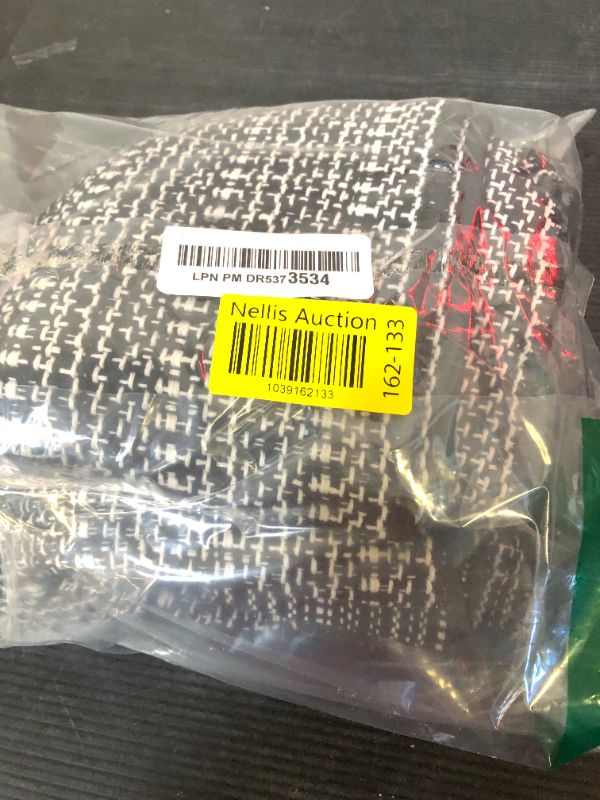 LPN PM DR5373534
Nellis Auction
1039162133
162-133